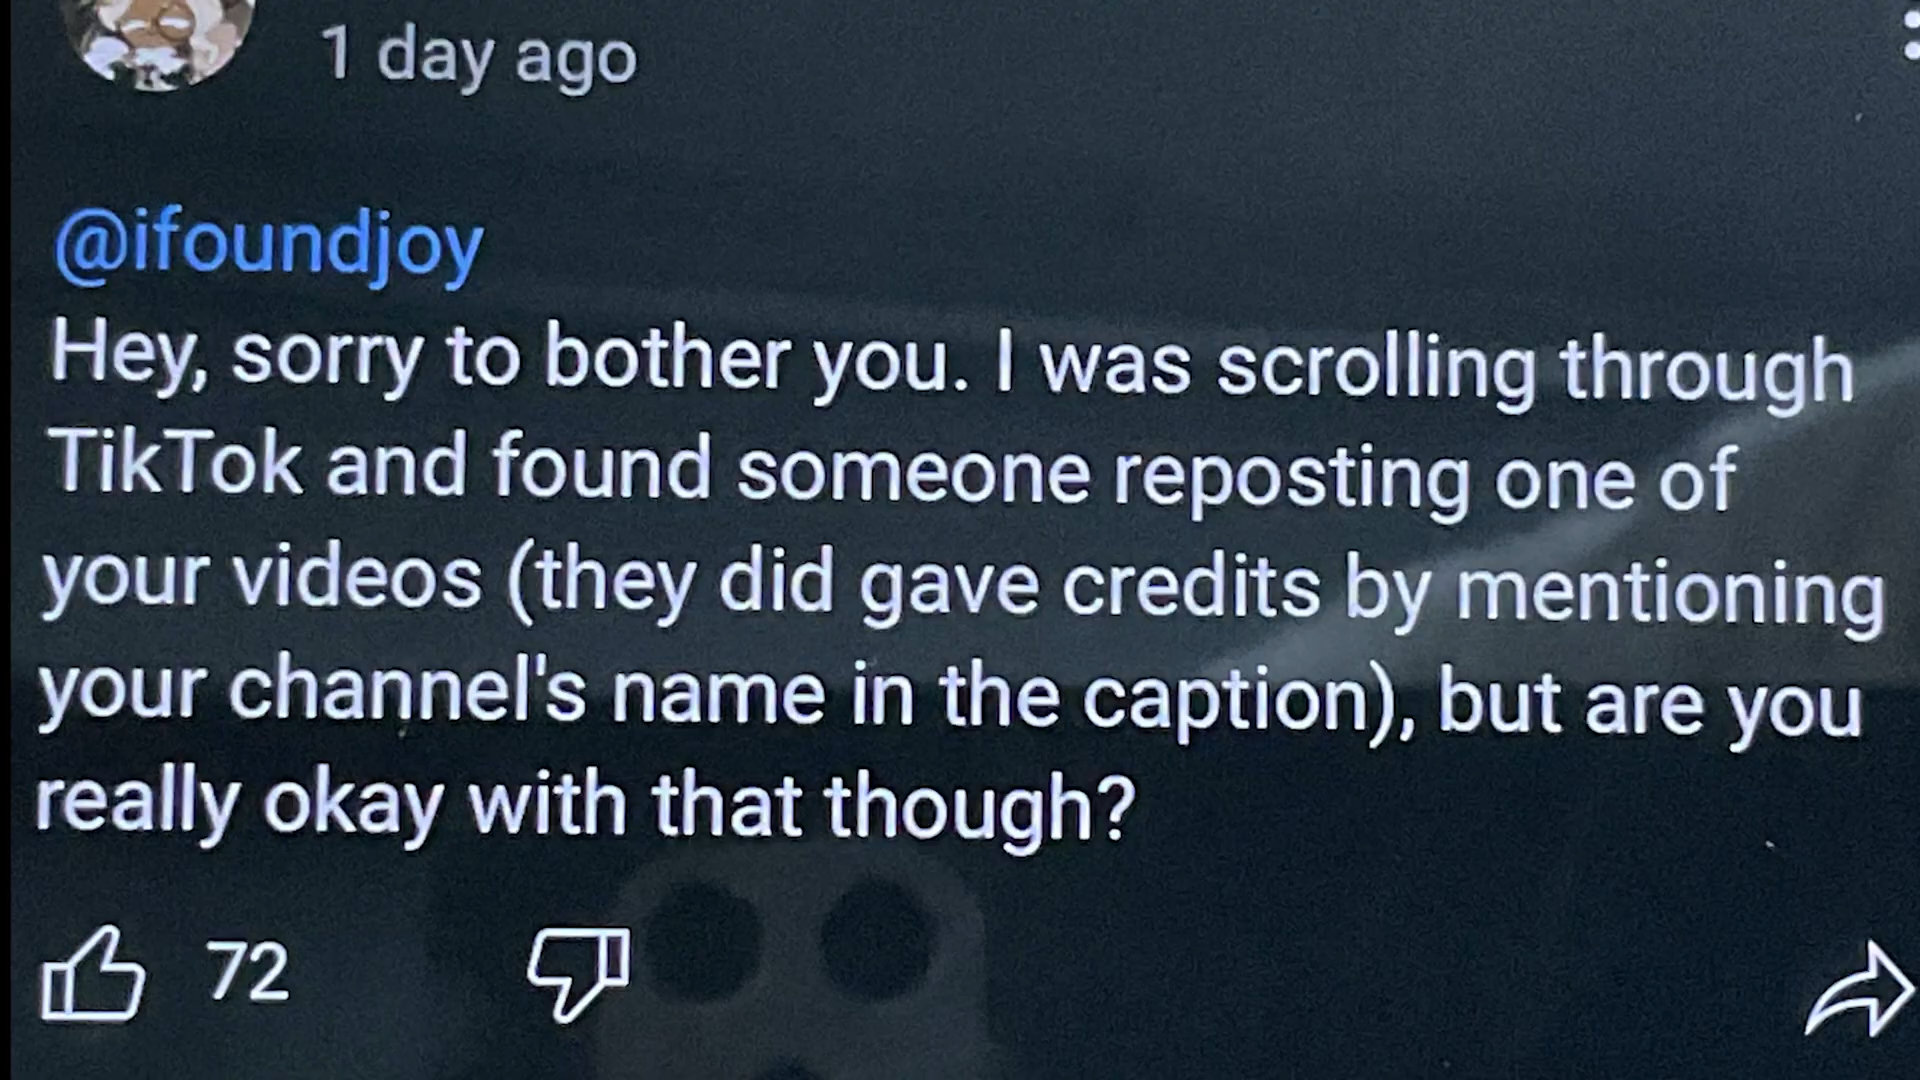 1 day ago
@ifoundjoy
Hey, sorry to bother you. I was scrolling through
TikTok and found someone reposting one of
your videos (they did gave credits by mentioning
your channel's name in the caption), but are you
really okay with that though?
72